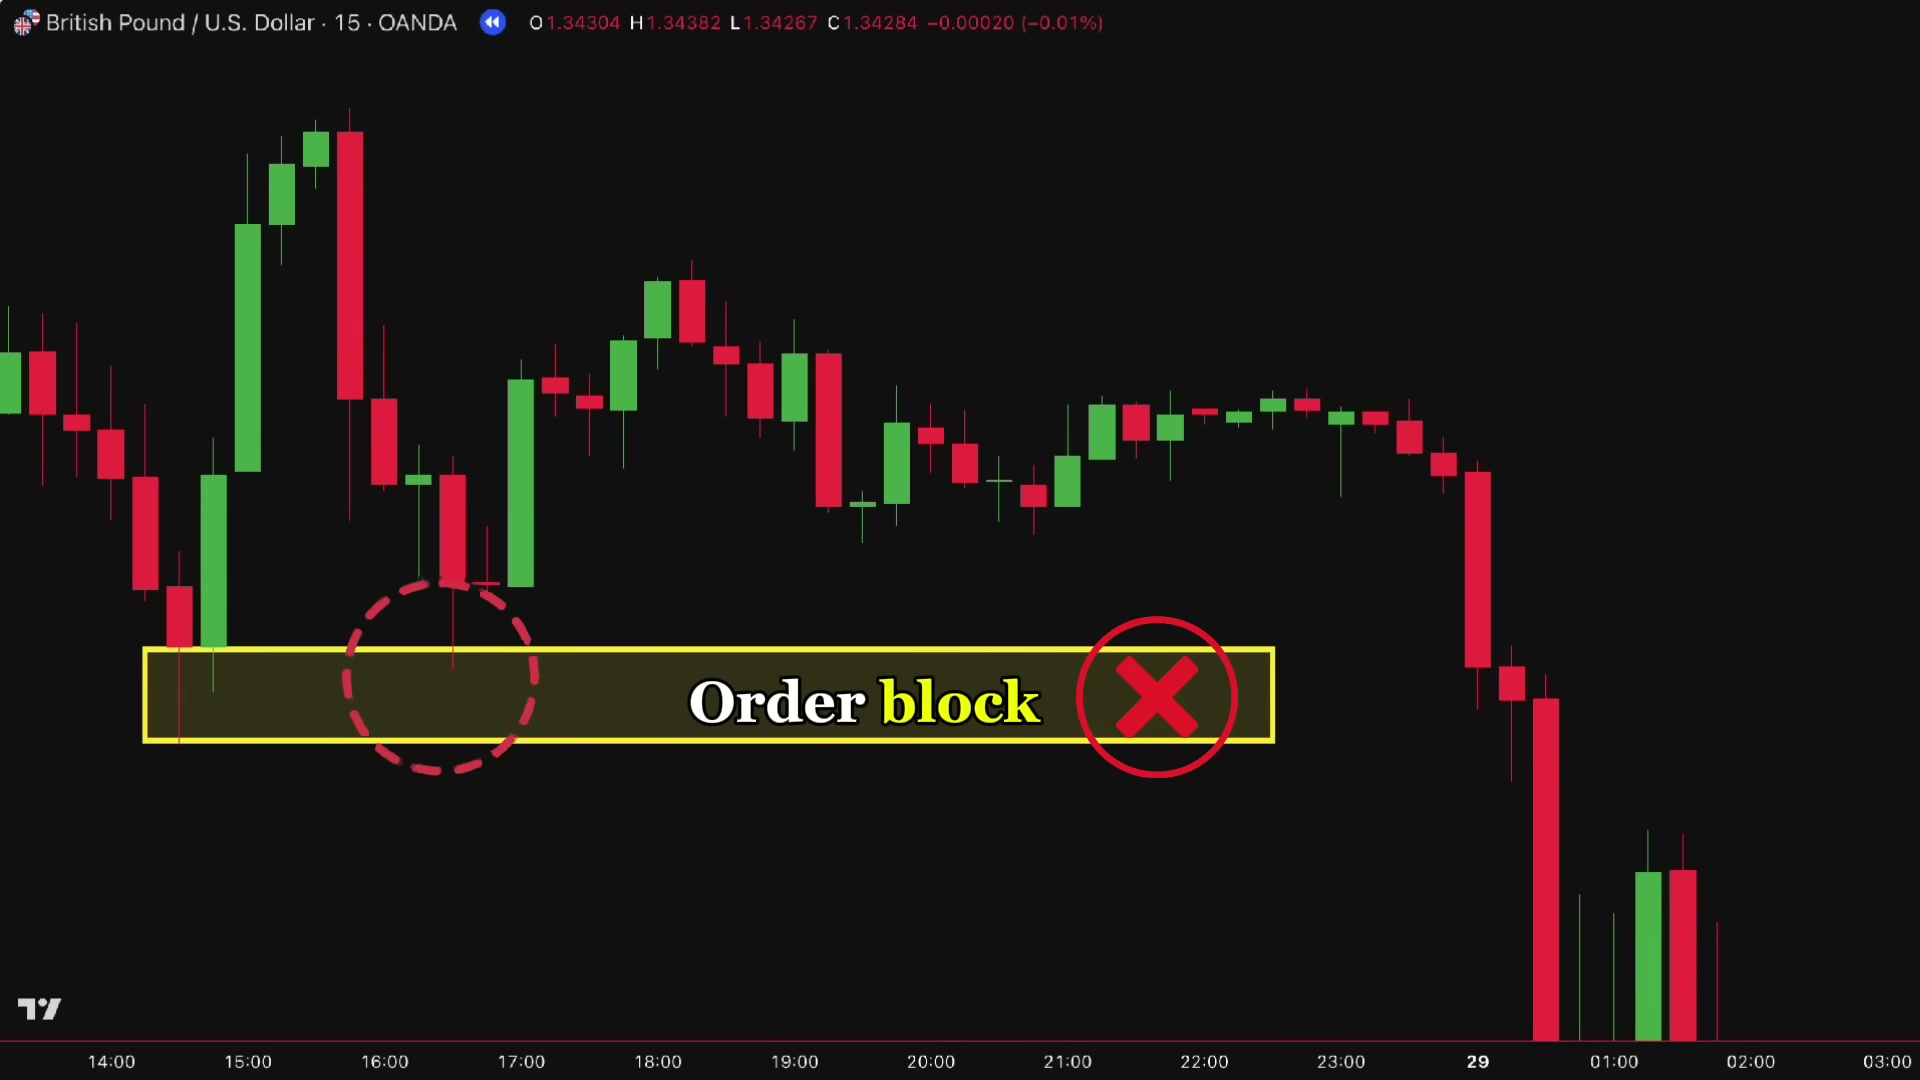 British Pound / U.S. Dollar · 15 · OANDA O1.34304 H1.34382 L1.34267 C1.34284 −0.00020 (−0.01%)
Order block
14:00 15:00 16:00 17:00 18:00 19:00 20:00 21:00 22:00 23:00 29 01:00 02:00 03:00